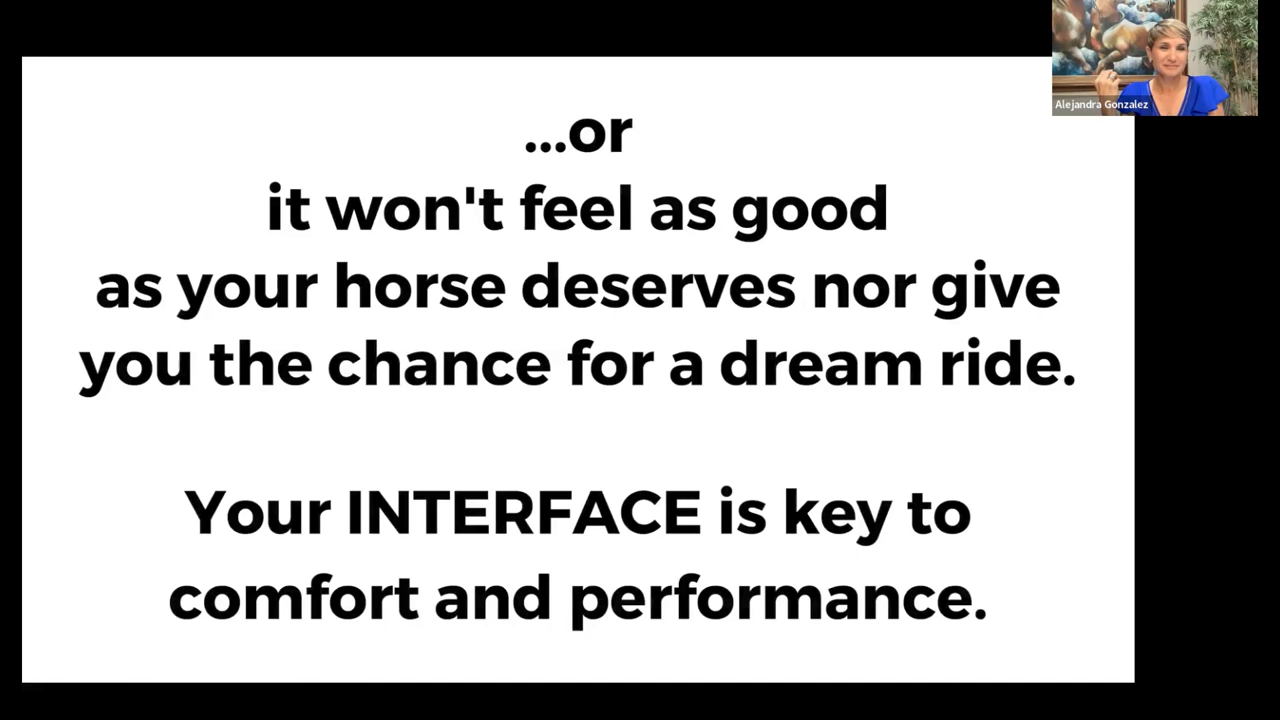 ...or
it won't feel as good
as your horse deserves nor give
you the chance for a dream ride.
Your INTERFACE is key to
comfort and performance.
Alejandra Gonzalez